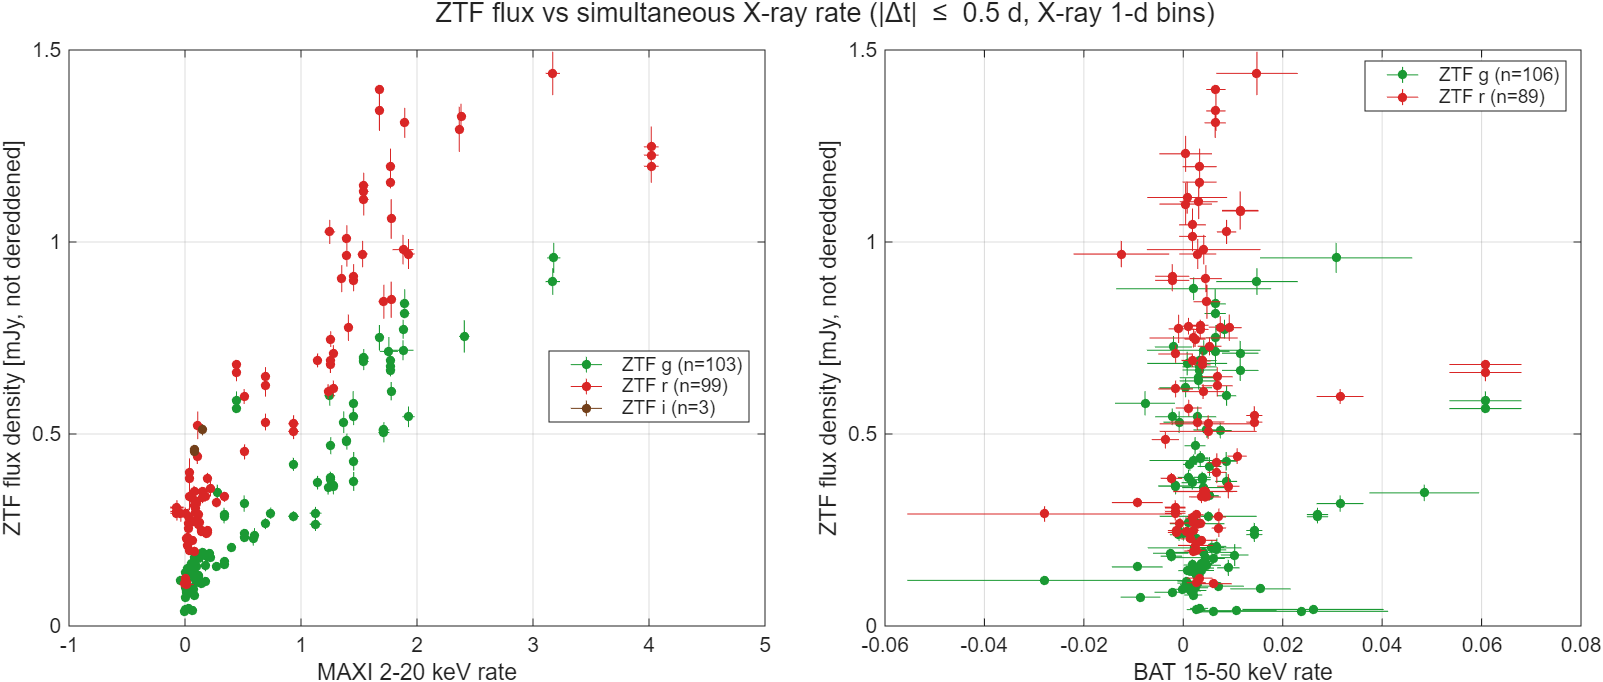 ZTF flux vs simultaneous X-ray rate (|Δt| ≤ 0.5 d, X-ray 1-d bins)
ZTF flux density [mJy, not dereddened]
1.5
1
0.5
0
-1 0 1 2 3 4 5
MAXI 2-20 keV rate
ZTF g (n=103)
ZTF r (n=99)
ZTF i (n=3)
ZTF flux density [mJy, not dereddened]
1.5
1
0.5
0
-0.06 -0.04 -0.02 0 0.02 0.04 0.06 0.08
BAT 15-50 keV rate
ZTF g (n=106)
ZTF r (n=89)